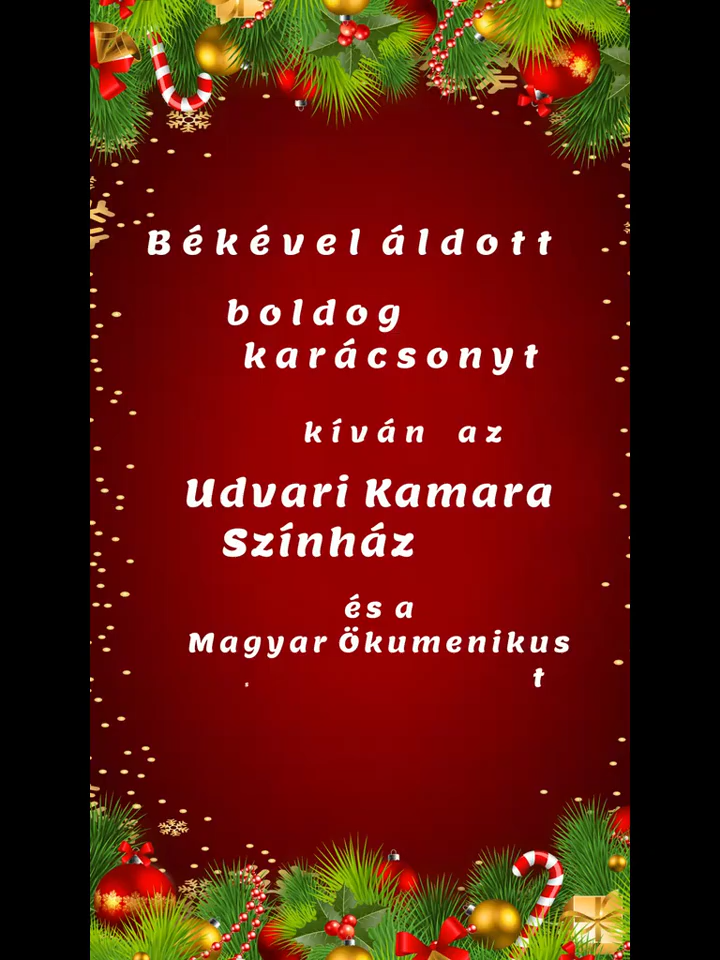 Békével áldott
boldog
karácsonyt
kíván az
Udvari Kamara
Színház
és a
Magyar Ökumenikus
t